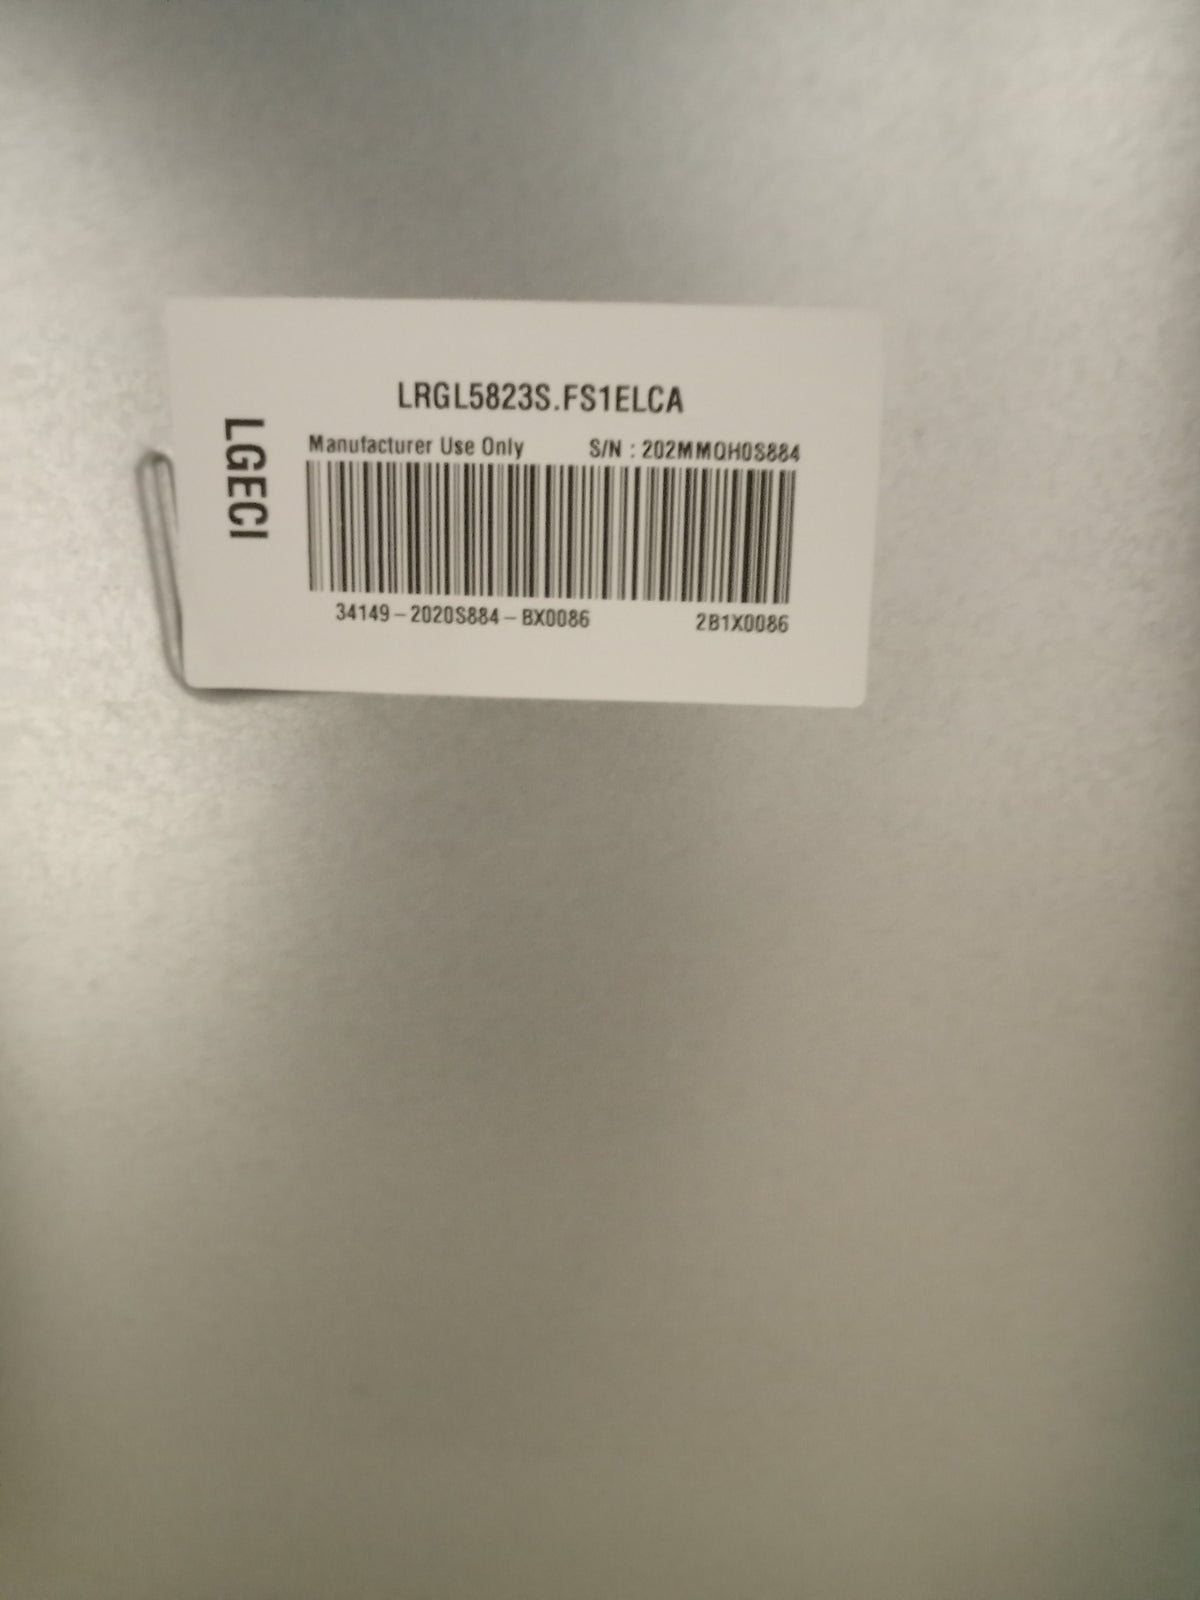 LRGL5823S.FS1ELCA
Manufacturer Use Only S/N : 202MMQH0S884
LGECI
34149-2020S884-BX0086 2B1X0086